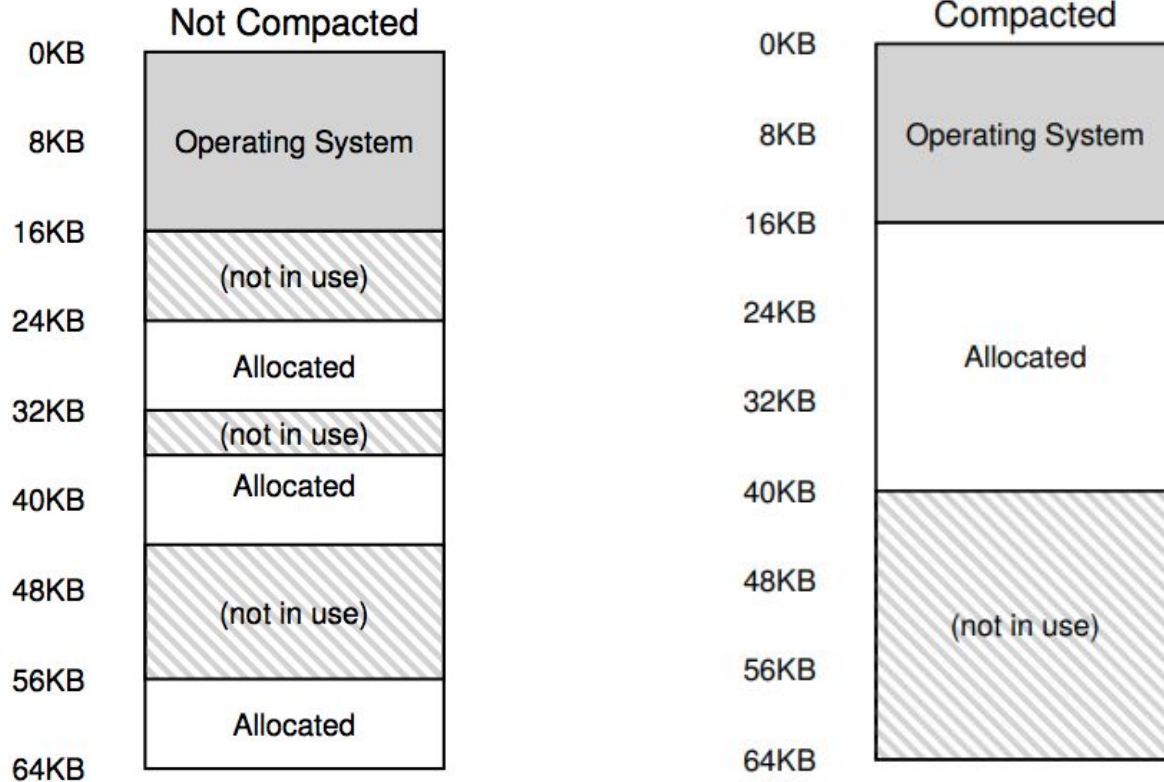 Not Compacted
0KB
Operating System
8KB
16KB
(not in use)
24KB
Allocated
32KB
(not in use)
Allocated
40KB
48KB
(not in use)
56KB
Allocated
64KB
Compacted
0KB
8KB
Operating System
16KB
24KB
Allocated
32KB
40KB
48KB
(not in use)
56KB
64KB